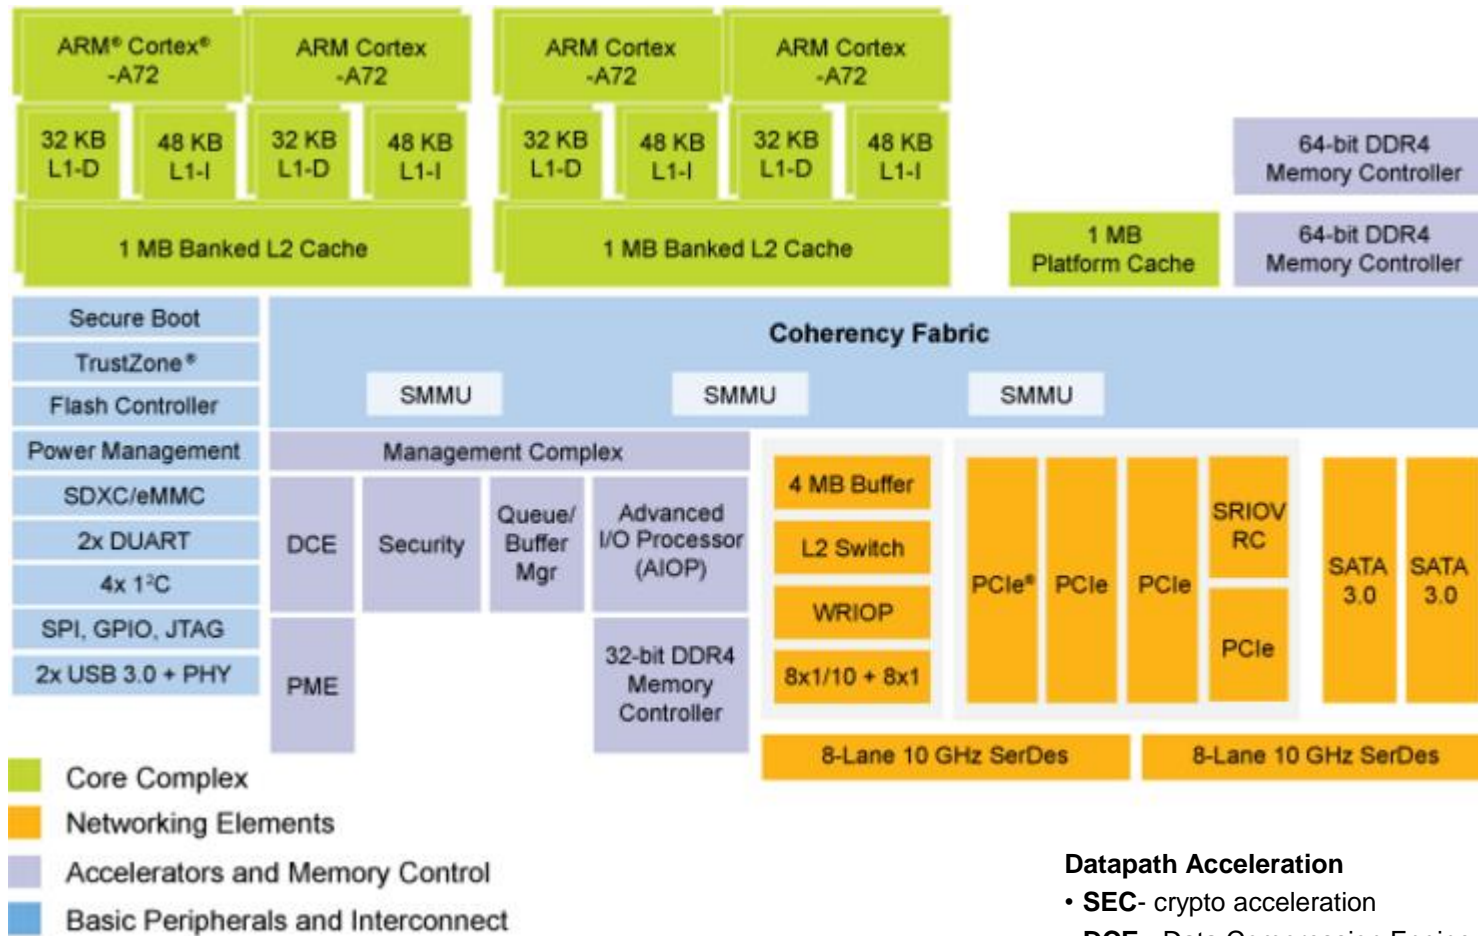 ARM® Cortex®
-A72
ARM Cortex
-A72
ARM Cortex
-A72
ARM Cortex
-A72
32 KB
L1-D
48 KB
L1-I
32 KB
L1-D
48 KB
L1-I
32 KB
L1-D
48 KB
L1-I
32 KB
L1-D
48 KB
L1-I
1 MB Banked L2 Cache
1 MB Banked L2 Cache
1 MB
Platform Cache
64-bit DDR4
Memory Controller
64-bit DDR4
Memory Controller
Secure Boot
TrustZone®
Flash Controller
Power Management
SDXC/eMMC
2x DUART
4x 1²C
SPI, GPIO, JTAG
2x USB 3.0 + PHY
Coherency Fabric
SMMU
SMMU
SMMU
Management Complex
DCE
Security
Queue/
Buffer
Mgr
Advanced
I/O Processor
(AIOP)
PME
32-bit DDR4
Memory
Controller
4 MB Buffer
L2 Switch
WRIOP
8x1/10 + 8x1
PCIe®
PCIe
PCIe
SRIOV
RC
PCIe
SATA
3.0
SATA
3.0
8-Lane 10 GHz SerDes
8-Lane 10 GHz SerDes
Core Complex
Networking Elements
Accelerators and Memory Control
Basic Peripherals and Interconnect
Datapath Acceleration
• SEC- crypto acceleration
DCE - Data Compression Engine